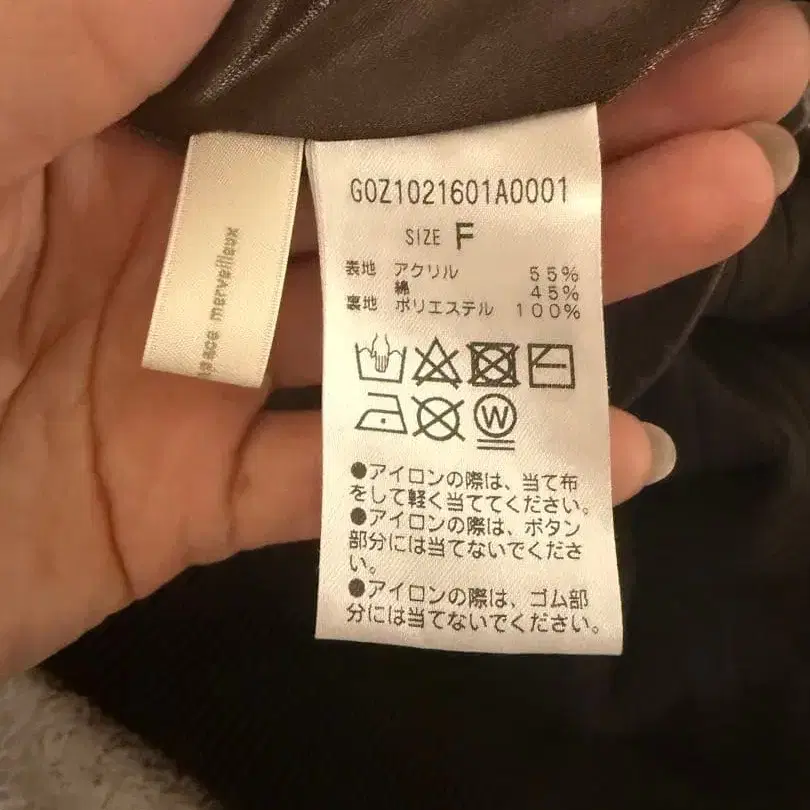 merveilleux
G0Z1021601A0001
SIZE F
表地 アクリル 55%
綿 45%
裏地 ポリエステル 100%
W
●アイロンの際は、当て布
をして軽く当ててください。
●アイロンの際は、ボタン
部分には当てないでくださ
い。
●アイロンの際は、ゴム部
分には当てないでください。